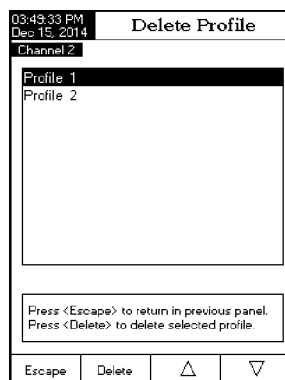 03:49:33 PM
Dec 15, 2014
Delete Profile
Channel 2
Profile 1
Profile 2
Press <Escape> to return in previous panel.
Press <Delete> to delete selected profile.
Escape Delete △ ▽